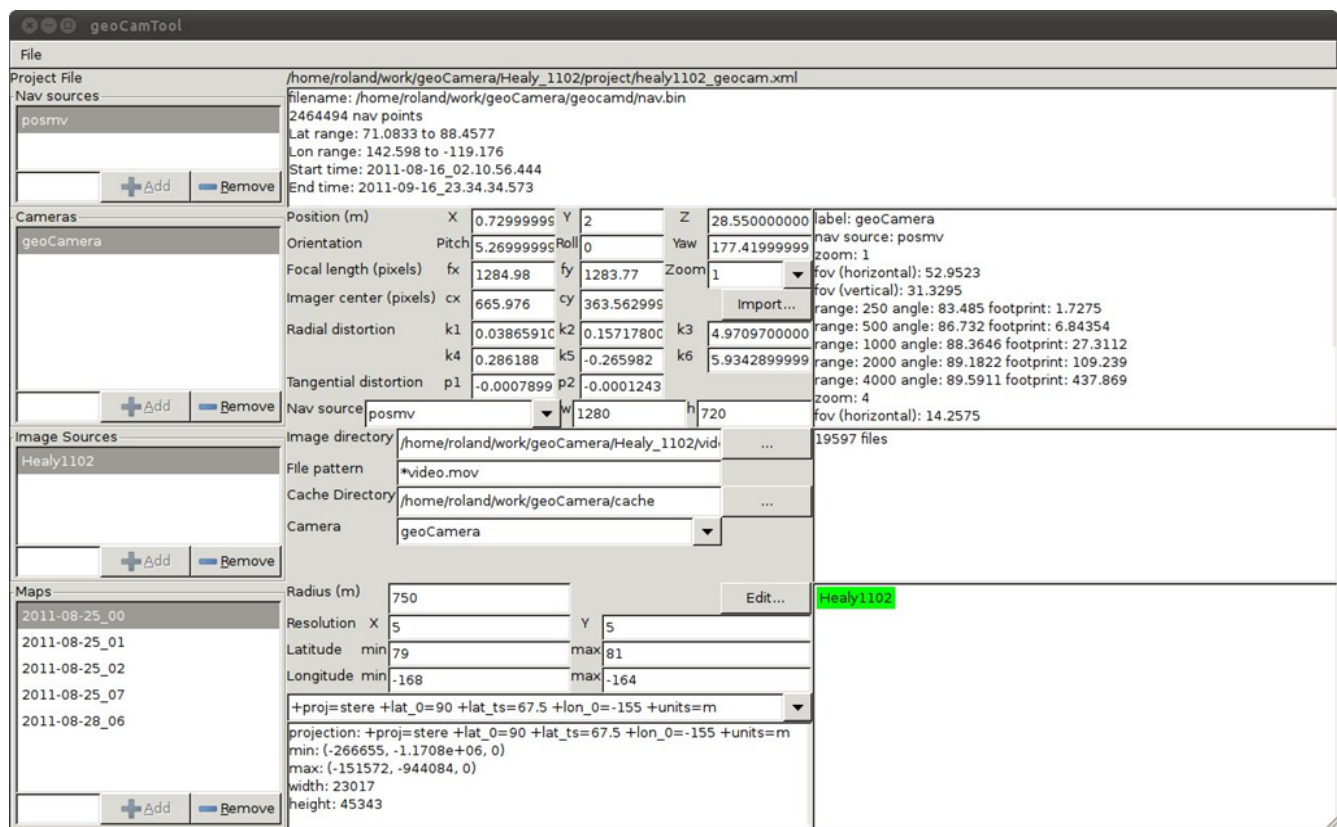 geoCamTool
File
Project File /home/roland/work/geoCamera/Healy_1102/project/healy1102_geocam.xml
Nav sources
posmv
Add Remove
filename: /home/roland/work/geoCamera/geocamd/nav.bin
2464494 nav points
Lat range: 71.0833 to 88.4577
Lon range: 142.598 to -119.176
Start time: 2011-08-16_02.10.56.444
End time: 2011-09-16_23.34.34.573
Cameras
geoCamera
Add Remove
Position (m) X 0.72999999 Y 2 Z 28.550000000
Orientation Pitch 5.26999999 Roll 0 Yaw 177.41999999
Focal length (pixels) fx 1284.98 fy 1283.77 Zoom 1
Imager center (pixels) cx 665.976 cy 363.562999 Import...
Radial distortion k1 0.03865910 k2 0.15717800 k3 4.9709700000
k4 0.286188 k5 -0.265982 k6 5.9342899999
Tangential distortion p1 -0.0007899 p2 -0.0001243
Nav source posmv w 1280 h 720
label: geoCamera
nav source: posmv
zoom: 1
fov (horizontal): 52.9523
fov (vertical): 31.3295
range: 250 angle: 83.485 footprint: 1.7275
range: 500 angle: 86.732 footprint: 6.84354
range: 1000 angle: 88.3646 footprint: 27.3112
range: 2000 angle: 89.1822 footprint: 109.239
range: 4000 angle: 89.5911 footprint: 437.869
zoom: 4
fov (horizontal): 14.2575
Image Sources
Healy1102
Add Remove
Image directory /home/roland/work/geoCamera/Healy_1102/vid ...
FIle pattern *video.mov
Cache Directory /home/roland/work/geoCamera/cache ...
Camera geoCamera
19597 files
Maps
2011-08-25_00
2011-08-25_01
2011-08-25_02
2011-08-25_07
2011-08-28_06
Add Remove
Radius (m) 750 Edit...
Resolution X 5 Y 5
Latitude min 79 max 81
Longitude min -168 max -164
+proj=stere +lat_0=90 +lat_ts=67.5 +lon_0=-155 +units=m
projection: +proj=stere +lat_0=90 +lat_ts=67.5 +lon_0=-155 +units=m
min: (-266655, -1.1708e+06, 0)
max: (-151572, -944084, 0)
width: 23017
height: 45343
Healy1102